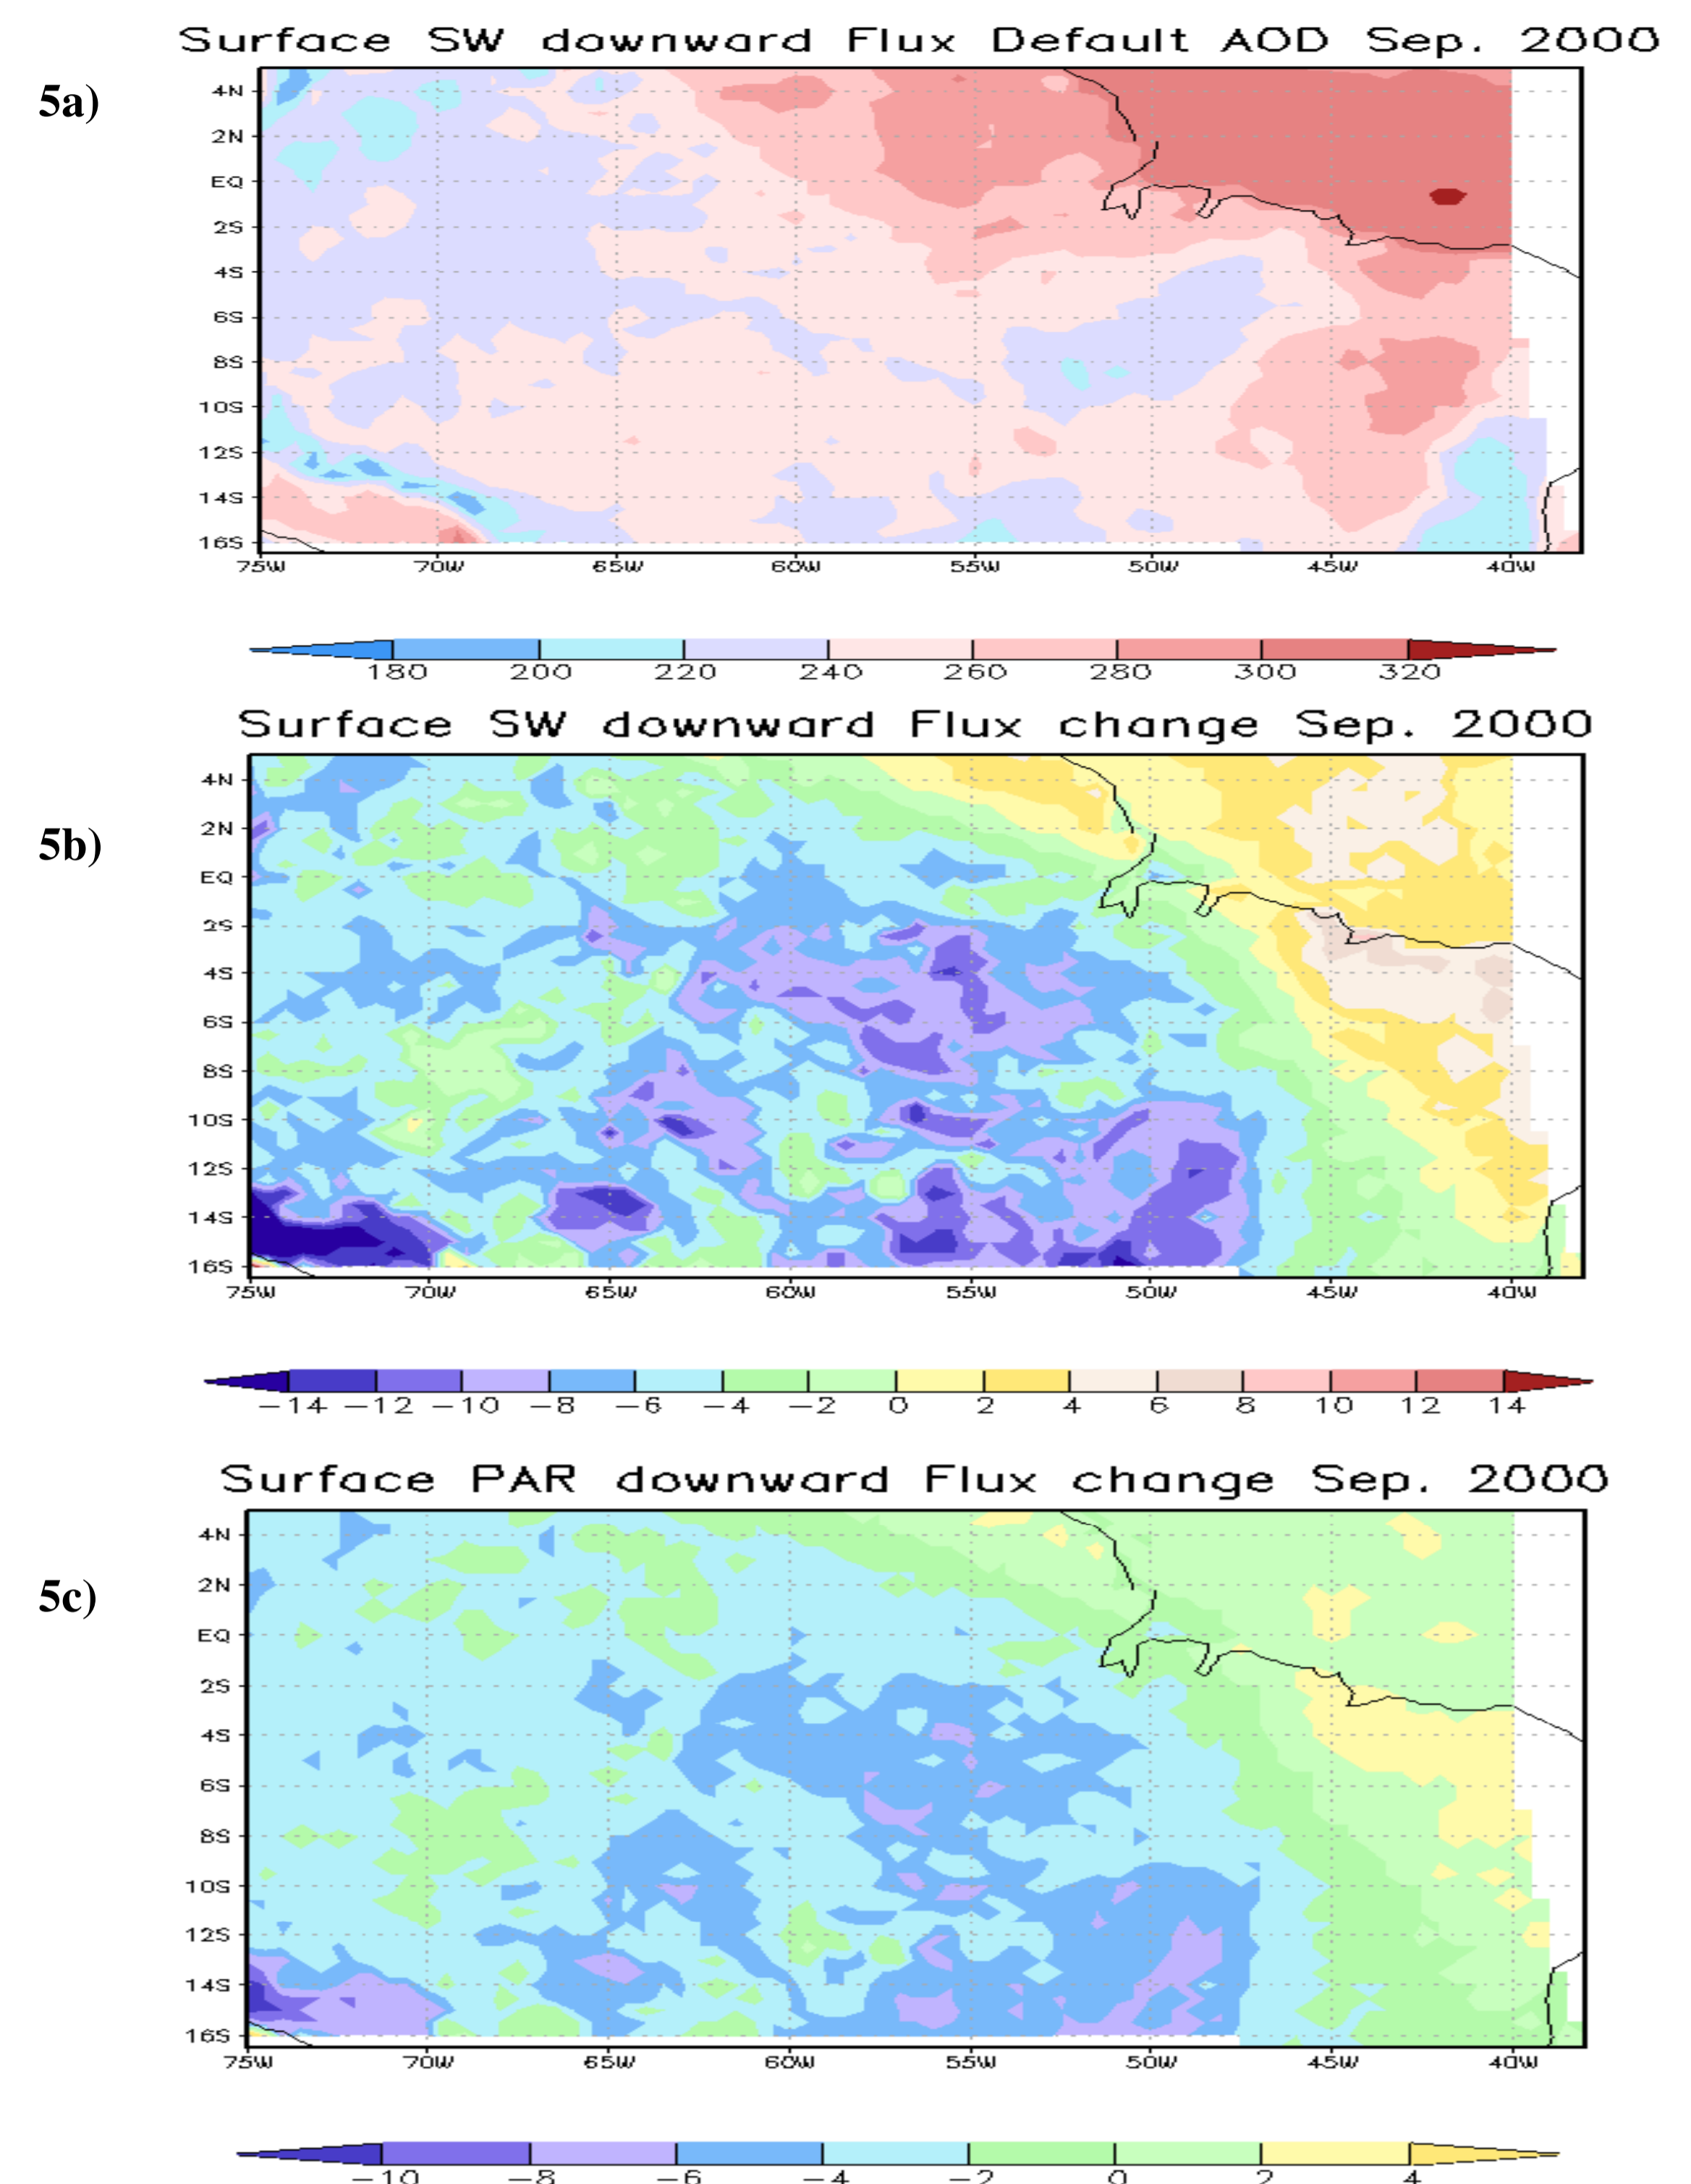 Surface SW downward Flux Default AOD Sep. 2000
5a)
4N
2N
EQ
2S
4S
6S
8S
10S
12S
14S
16S
75W 70W 65W 60W 55W 50W 45W 40W
180 200 220 240 260 280 300 320
Surface SW downward Flux change Sep. 2000
5b)
4N
2N
EQ
2S
4S
6S
8S
10S
12S
14S
16S
75W 70W 65W 60W 55W 50W 45W 40W
−14 −12 −10 −8 −6 −4 −2 0 2 4 6 8 10 12 14
Surface PAR downward Flux change Sep. 2000
5c)
4N
2N
EQ
2S
4S
6S
8S
10S
12S
14S
16S
75W 70W 65W 60W 55W 50W 45W 40W
−10 −8 −6 −4 −2 0 2 4